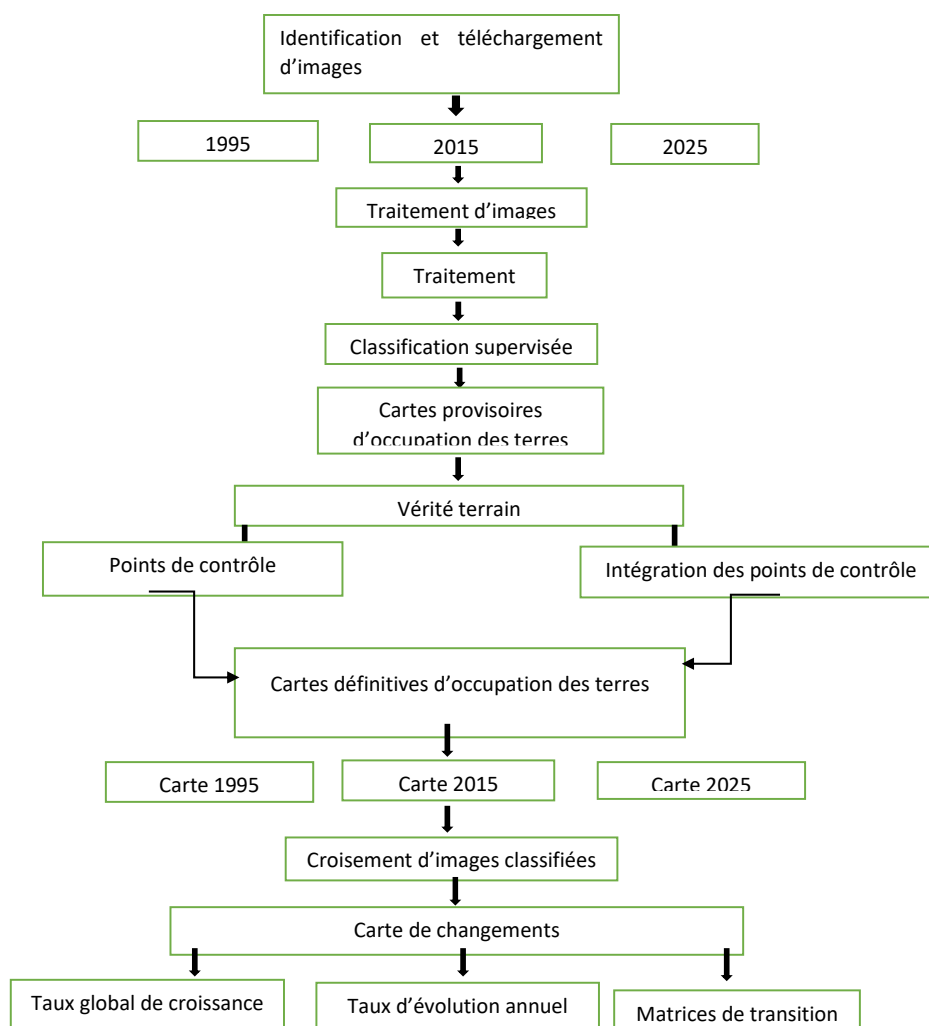 Identification et téléchargement
d’images
1995
2015
2025
Traitement d’images
Traitement
Classification supervisée
Cartes provisoires
d’occupation des terres
Vérité terrain
Points de contrôle
Intégration des points de contrôle
Cartes définitives d’occupation des terres
Carte 1995
Carte 2015
Carte 2025
Croisement d’images classifiées
Carte de changements
Taux global de croissance
Taux d’évolution annuel
Matrices de transition